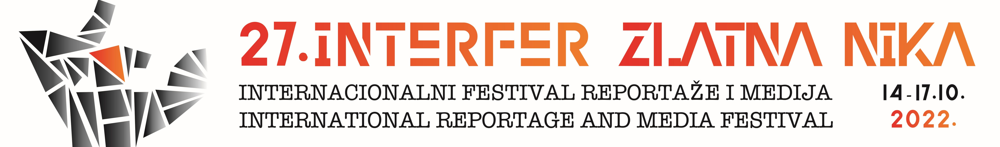 27. INTERFER ZLATNA NIKA
INTERNACIONALNI FESTIVAL REPORTAŽE I MEDIJA
INTERNATIONAL REPORTAGE AND MEDIA FESTIVAL
14-17.10.
2022.